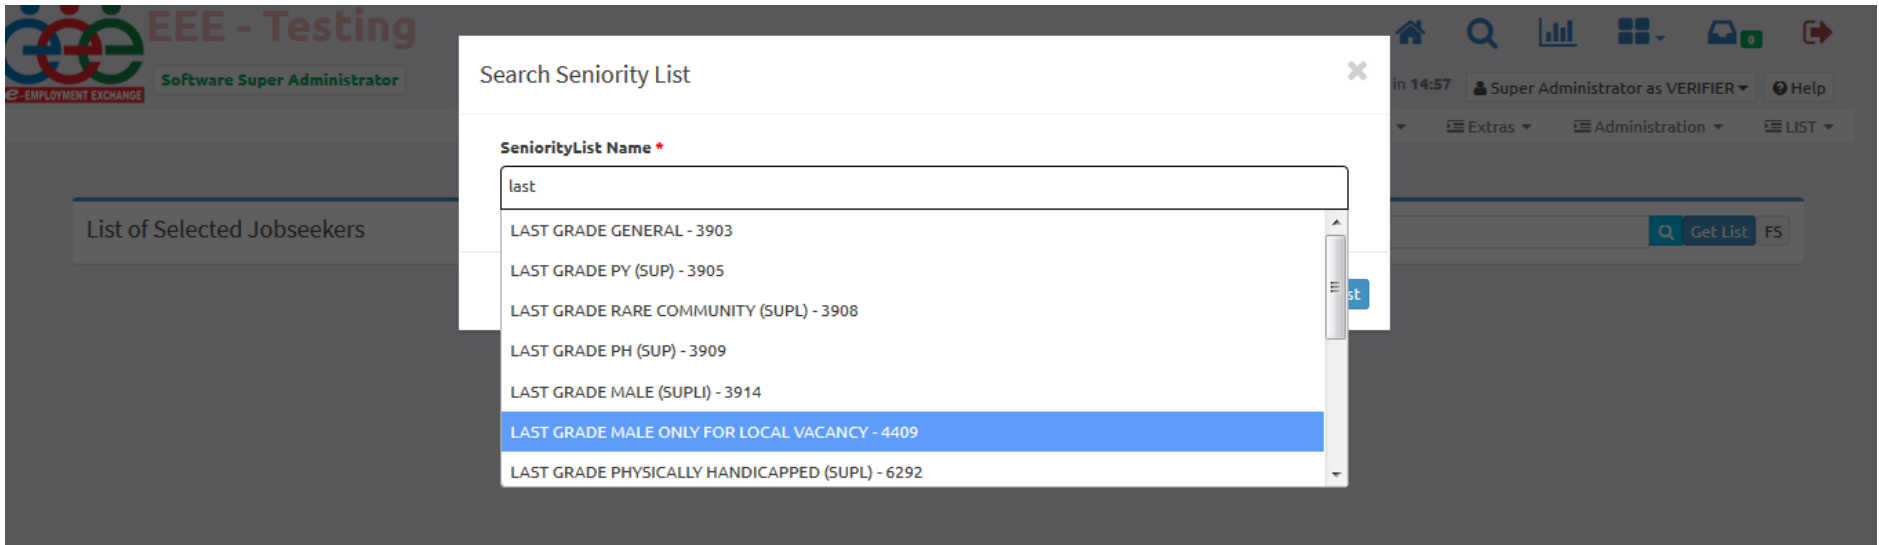 EEE - Testing
Software Super Administrator
e-EMPLOYMENT EXCHANGE
0
in 14:57
Super Administrator as VERIFIER
Help
Extras
Administration
LIST
Search Seniority List
×
SeniorityList Name *
last
LAST GRADE GENERAL - 3903
LAST GRADE PY (SUP) - 3905
LAST GRADE RARE COMMUNITY (SUPL) - 3908
LAST GRADE PH (SUP) - 3909
LAST GRADE MALE (SUPLI) - 3914
LAST GRADE MALE ONLY FOR LOCAL VACANCY - 4409
LAST GRADE PHYSICALLY HANDICAPPED (SUPL) - 6292
List of Selected Jobseekers
Get List
FS
st